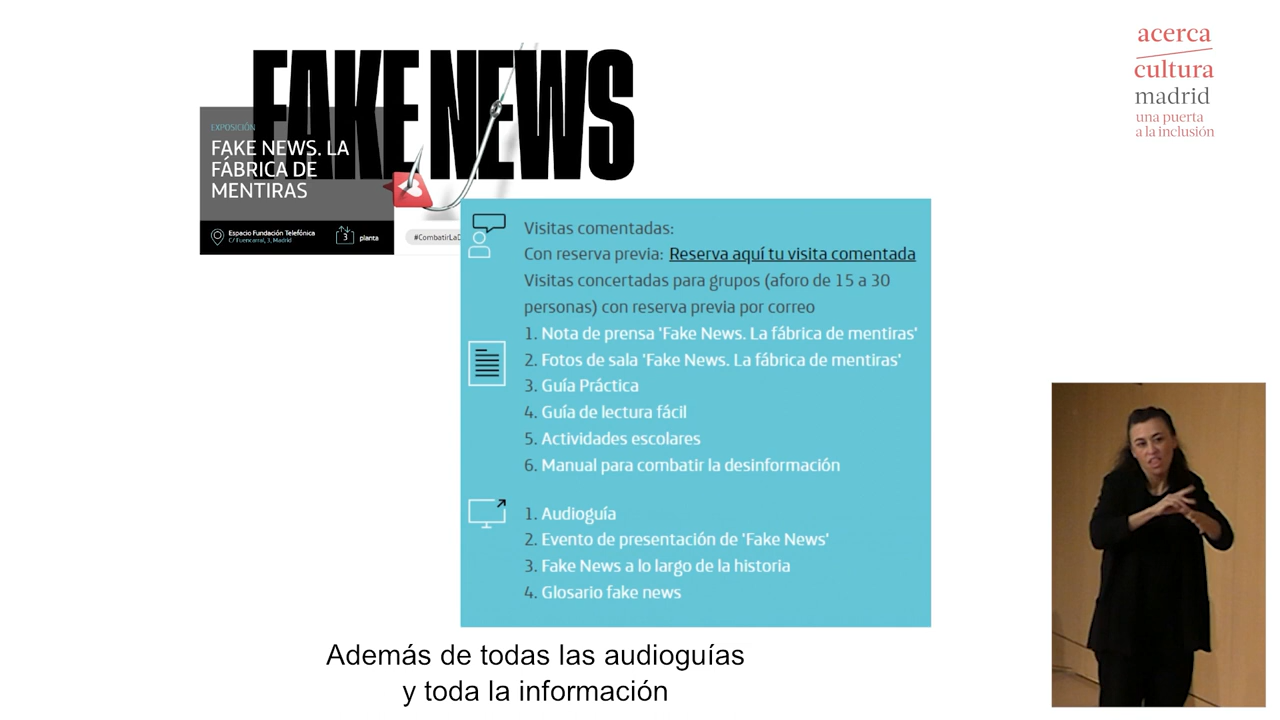 FAKE NEWS
EXPOSICIÓN
FAKE NEWS. LA
FÁBRICA DE
MENTIRAS
Espacio Fundación Telefónica
C/ Fuencarral, 3, Madrid
3
planta
acerca
cultura
madrid
una puerta
a la inclusión
Visitas comentadas:
Con reserva previa: Reserva aquí tu visita comentada
Visitas concertadas para grupos (aforo de 15 a 30
personas) con reserva previa por correo
1. Nota de prensa 'Fake News. La fábrica de mentiras'
2. Fotos de sala 'Fake News. La fábrica de mentiras'
3. Guía Práctica
4. Guía de lectura fácil
5. Actividades escolares
6. Manual para combatir la desinformación
1. Audioguía
2. Evento de presentación de 'Fake News'
3. Fake News a lo largo de la historia
4. Glosario fake news
Además de todas las audioguías
y toda la información